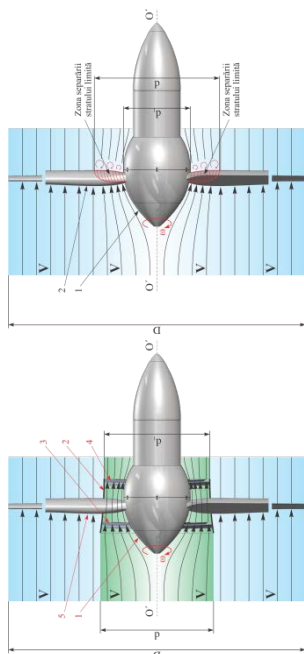 O'
d
Zona separării
stratului limită
Zona separării
stratului limită
d
2
1
V
V
V
V
ω
O'
D
O'
3
2
4
5
1
d
V
V
V
V
ω
O'
d
D